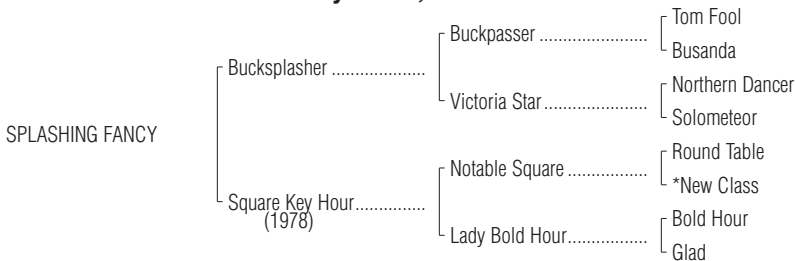 Tom Fool
Buckpasser ........................
Busanda
Bucksplasher .....................
Northern Dancer
Victoria Star .......................
Solometeor
SPLASHING FANCY
Round Table
Notable Square ..................
*New Class
Square Key Hour ...............
(1978)
Bold Hour
Lady Bold Hour ..................
Glad